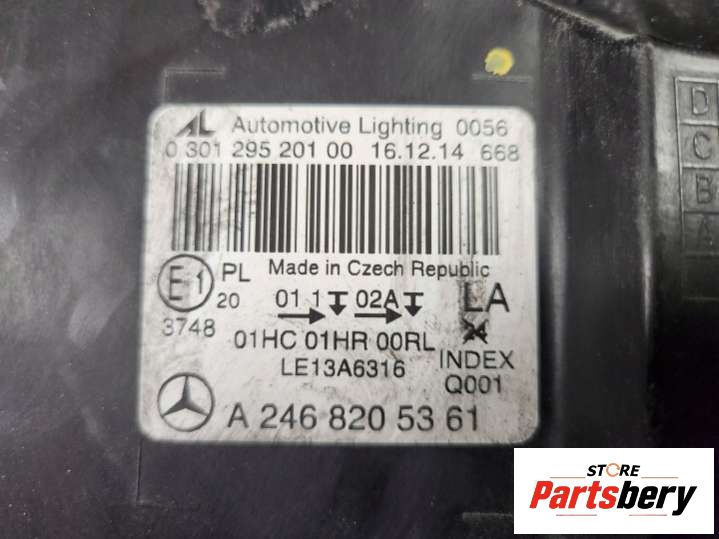 AL Automotive Lighting 0056
0 301 295 201 00 16.12.14 668
Made in Czech Republic
E1 PL
20
3748
01 1 02A
LA
01HC 01HR 00RL
LE13A6316
INDEX
Q001
A 246 820 53 61
D
C
B
A
STORE
Partsbery